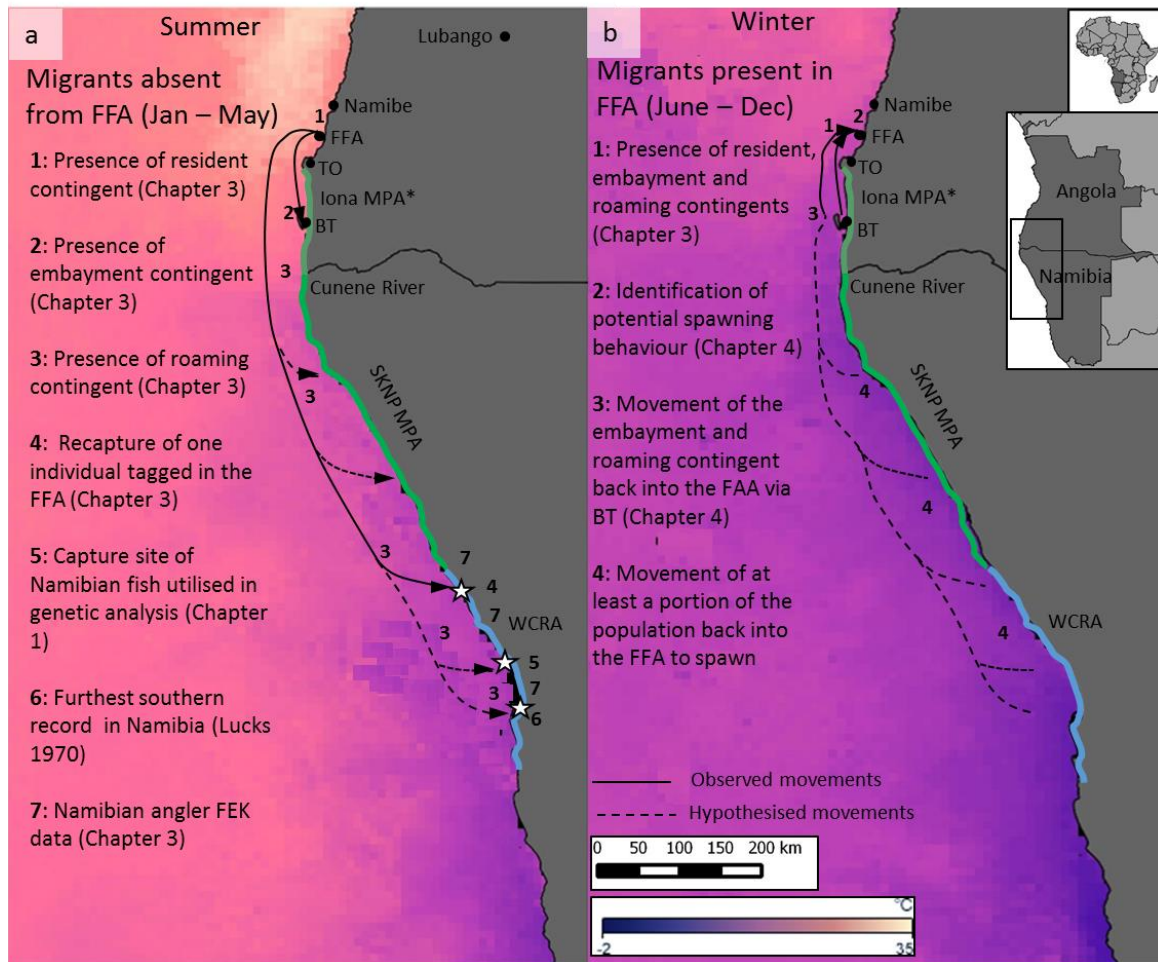 a
Summer
Lubango
Migrants absent
from FFA (Jan – May)
1: Presence of resident
contingent (Chapter 3)
2: Presence of
embayment contingent
(Chapter 3)
3: Presence of roaming
contingent (Chapter 3)
4: Recapture of one
individual tagged in the
FFA (Chapter 3)
5: Capture site of
Namibian fish utilised in
genetic analysis (Chapter
1)
6: Furthest southern
record in Namibia (Lucks
1970)
7: Namibian angler FEK
data (Chapter 3)
Namibe
1
FFA
TO
Iona MPA*
2
BT
3
Cunene River
3
SKNP MPA
3
7
4
7
WCRA
3
5
7
3
6
b
Winter
Migrants present in
FFA (June – Dec)
1: Presence of resident,
embayment and
roaming contingents
(Chapter 3)
2: Identification of
potential spawning
behaviour (Chapter 4)
3: Movement of the
embayment and
roaming contingent
back into the FAA via
BT (Chapter 4)
4: Movement of at
least a portion of the
population back into
the FFA to spawn
2
Namibe
1
FFA
TO
Iona MPA*
3
BT
Cunene River
4
SKNP MPA
4
WCRA
4
Angola
Namibia
Observed movements
Hypothesised movements
0 50 100 150 200 km
°C
-2 35